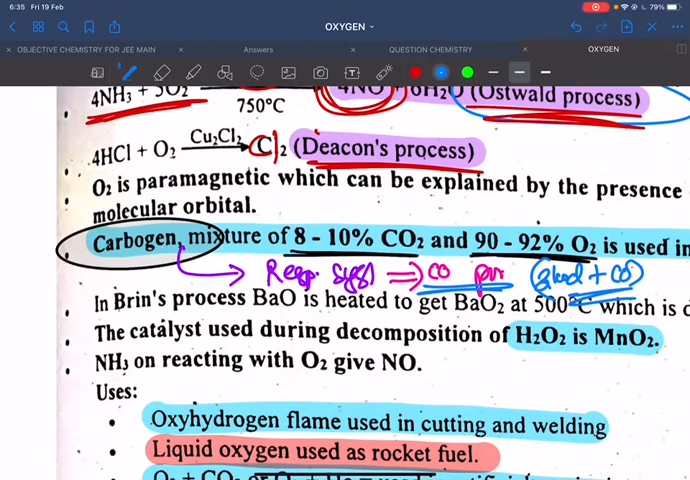 6:35 Fri 19 Feb
79%
OXYGEN
OBJECTIVE CHEMISTRY FOR JEE MAIN
Answers
QUESTION CHEMISTRY
OXYGEN
4NH₃ + 5O₂
750°C
4NO + 6H₂O (Ostwald process)
4HCl + O₂ Cu₂Cl₂ → Cl₂ (Deacon's process)
O₂ is paramagnetic which can be explained by the presence
molecular orbital.
Carbogen, mixture of 8 - 10% CO₂ and 90 - 92% O₂ is used in
⇒ CO
In Brin's process BaO is heated to get BaO₂ at 500°C which is
The catalyst used during decomposition of H₂O₂ is MnO₂.
NH₃ on reacting with O₂ give NO.
Uses:
• Oxyhydrogen flame used in cutting and welding
• Liquid oxygen used as rocket fuel.